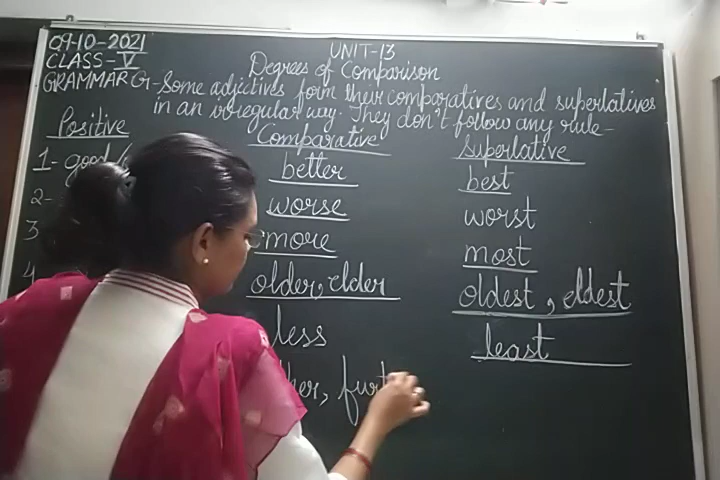 09-10-2021
UNIT-13
CLASS-V
Degrees of Comparison
GRAMMAR G-Some adjectives form their comparatives and superlatives
in an irregular way. They don't follow any rule-
Positive Comparative Superlative
1- good better best
2- worse worst
3 more most
4 older, elder oldest, eldest
less least